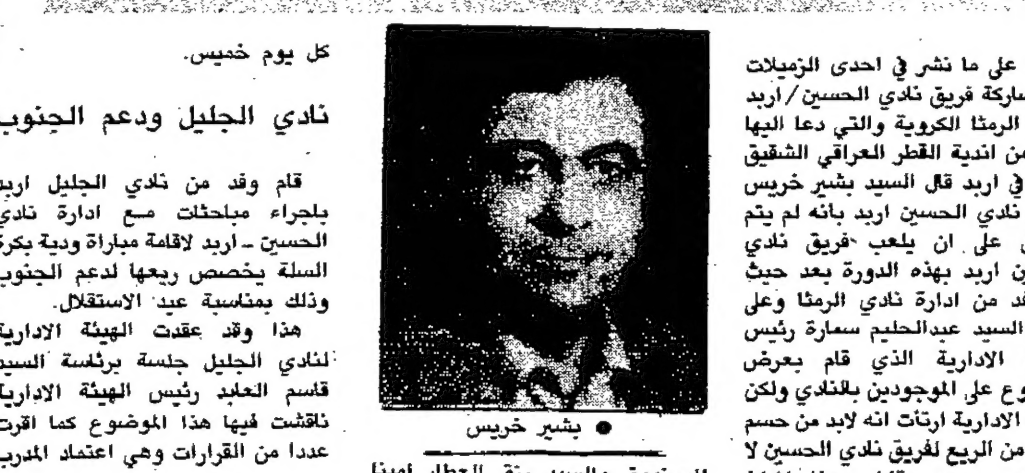 على ما نشر في احدى الزميلات
فريق نادي الحسين/اربد
الرمثا الكروية والتي دعا اليها
من اندية القطر العراقي الشقيق
في اربد قال السيد بشير خريس
نادي الحسين اربد بانه لم يتم
على ان يلعب فريق نادي
اربد بهذه الدورة بعد حيث
من ادارة نادي الرمثا وعلى
السيد عبدالحليم سمارة رئيس
الادارية الذي قام بعرض
على الموجودين بالنادي ولكن
الادارية ارتأت انه لابد من حسم
من الريع لفريق نادي الحسين لا
● بشير خريس
العطار امينا
كل يوم خميس.
نادي الجليل ودعم الجنوب
قام وفد من نادي الجليل اربد
باجراء مباحثات مع ادارة نادي
الحسين - اربد لاقامة مباراة ودية بكرة
السلة يخصص ريعها لدعم الجنوب
وذلك بمناسبة عيد الاستقلال.
هذا وقد عقدت الهيئة الادارية
لنادي الجليل جلسة برئاسة السيد
قاسم العابد رئيس الهيئة الادارية
ناقشت فيها هذا الموضوع كما اقرت
عددا من القرارات وهي اعتماد المدرب